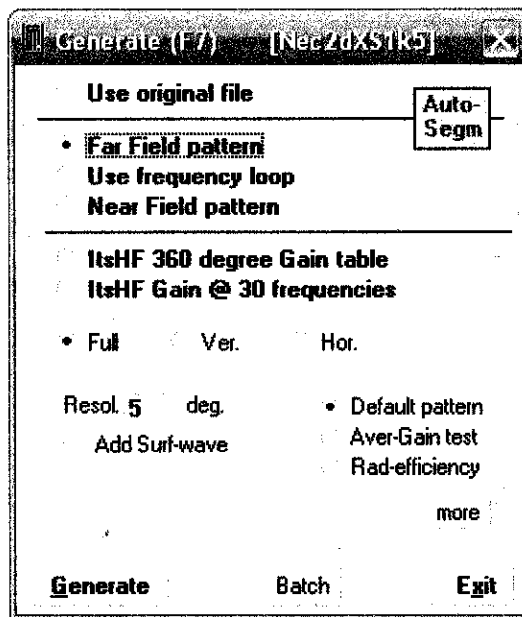 Generate (F7) [Nec2dXS1k5]
Use original file
Auto-
Segm
Far Field pattern
Use frequency loop
Near Field pattern
ItsHF 360 degree Gain table
ItsHF Gain @ 30 frequencies
Full Ver. Hor.
Resol. 5 deg.
Add Surf-wave
Default pattern
Aver-Gain test
Rad-efficiency
more
Generate Batch Exit